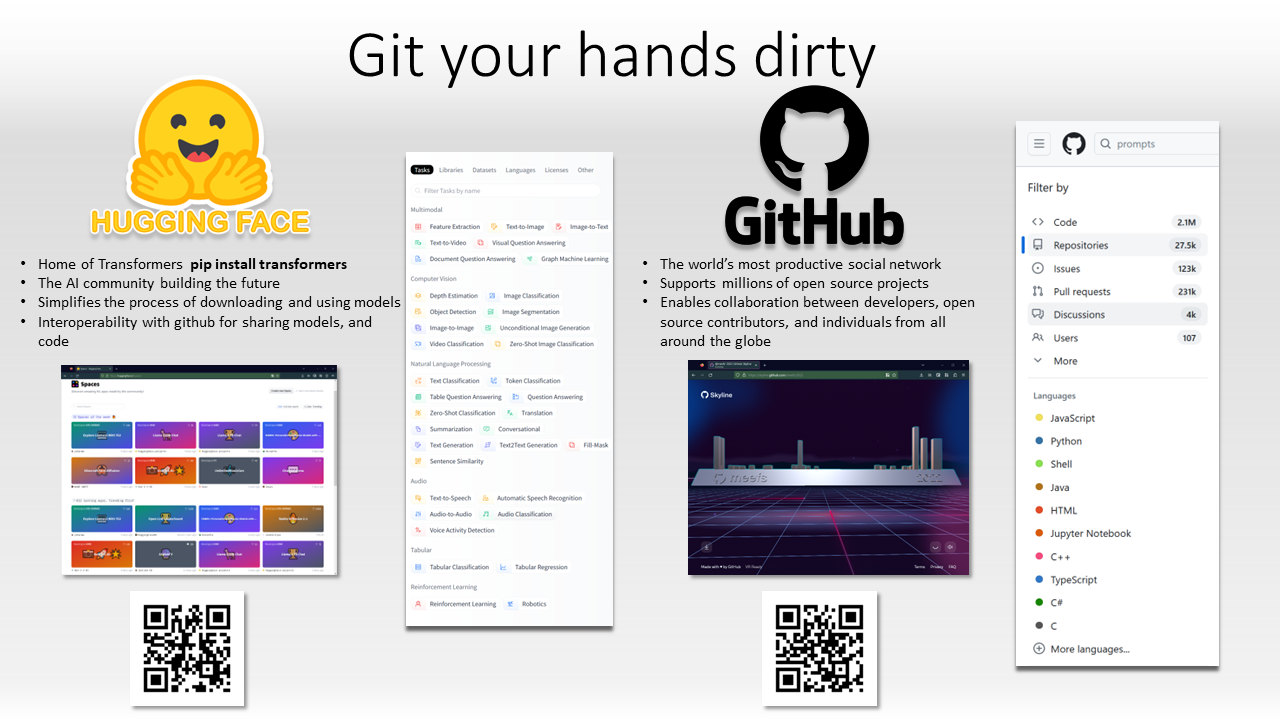 Git your hands dirty
HUGGING FACE
• Home of Transformers pip install transformers
• The AI community building the future
• Simplifies the process of downloading and using models
• Interoperability with github for sharing models, and
code
Spaces
Tasks Libraries Datasets Languages Licenses Other
Filter Tasks by name
Multimodal
Feature Extraction Text-to-Image Image-to-Text
Text-to-Video Visual Question Answering
Document Question Answering Graph Machine Learning
Computer Vision
Depth Estimation Image Classification
Object Detection Image Segmentation
Image-to-Image Unconditional Image Generation
Video Classification Zero-Shot Image Classification
Natural Language Processing
Text Classification Token Classification
Table Question Answering Question Answering
Zero-Shot Classification Translation
Summarization Conversational
Text Generation Text2Text Generation Fill-Mask
Sentence Similarity
Audio
Text-to-Speech Automatic Speech Recognition
Audio-to-Audio Audio Classification
Voice Activity Detection
Tabular
Tabular Classification Tabular Regression
Reinforcement Learning
Reinforcement Learning Robotics
GitHub
• The world's most productive social network
• Supports millions of open source projects
• Enables collaboration between developers, open
source contributors, and individuals from all
around the globe
Skyline
meefs
Made with ♥ by GitHub
Terms Privacy FAQ
prompts
Filter by
Code 2.1M
Repositories 27.5k
Issues 123k
Pull requests 231k
Discussions 4k
Users 107
More
Languages
JavaScript
Python
Shell
Java
HTML
Jupyter Notebook
C++
TypeScript
C#
C
More languages...